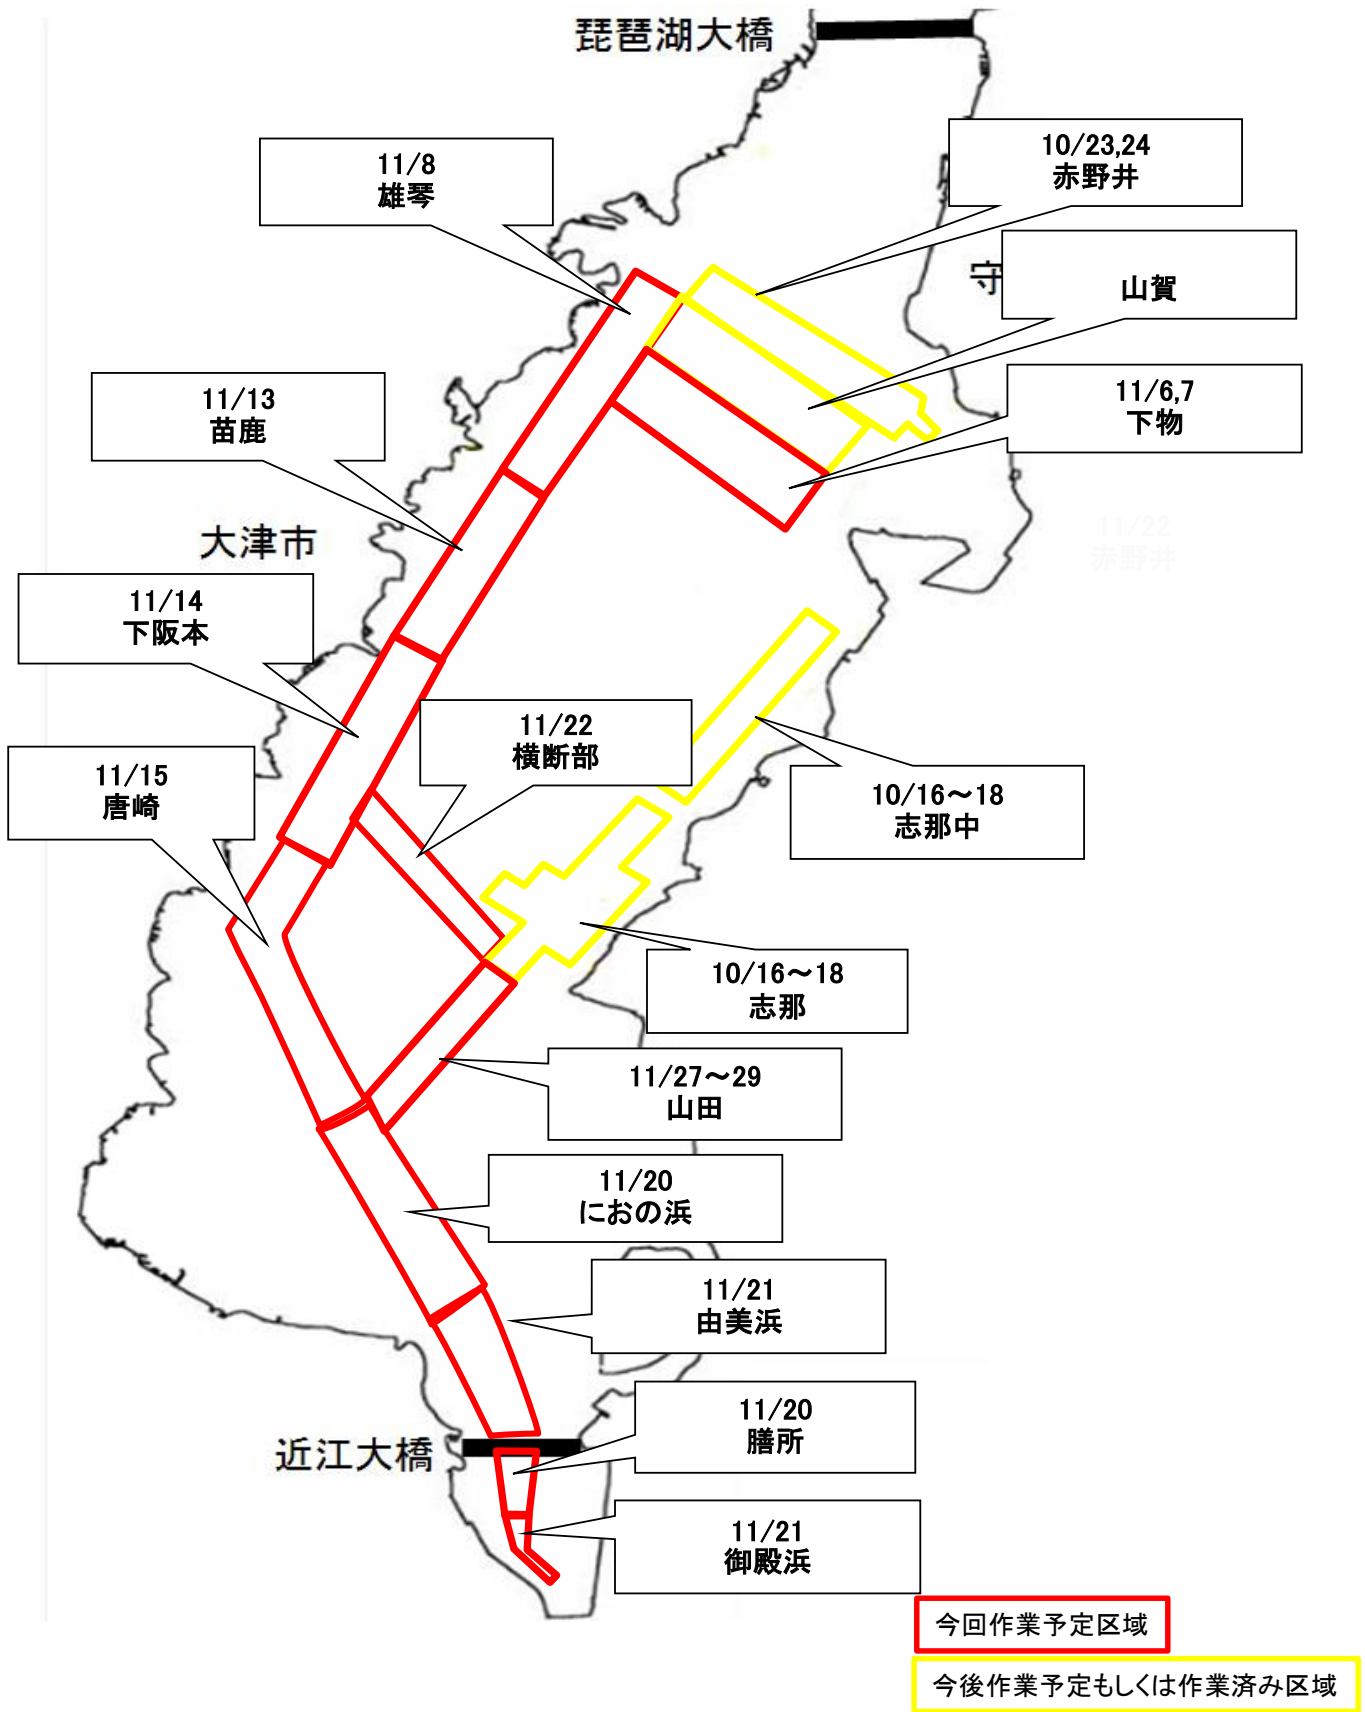 琵琶湖大橋
10/23,24
赤野井
11/8
雄琴
守
山賀
11/6,7
下物
11/13
苗鹿
大津市
11/22
赤野井
11/14
下阪本
11/22
横断部
11/15
唐崎
10/16～18
志那中
10/16～18
志那
11/27～29
山田
11/20
におの浜
11/21
由美浜
11/20
膳所
近江大橋
11/21
御殿浜
今回作業予定区域
今後作業予定もしくは作業済み区域